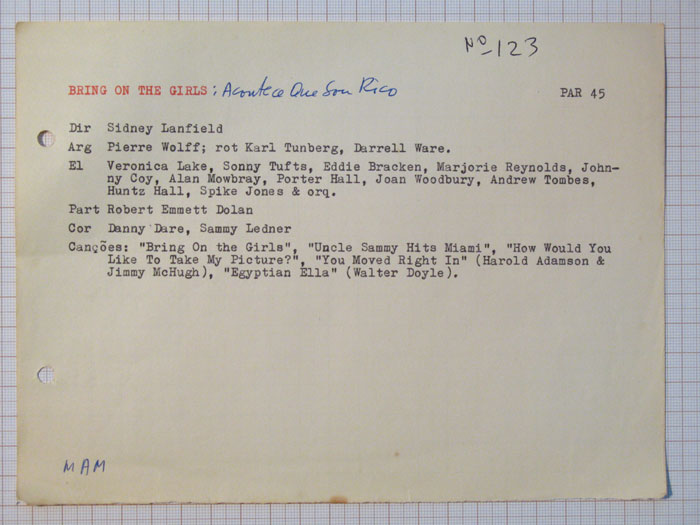 Nº-123
BRING ON THE GIRLS: Acontece Que Sou Rico PAR 45
Dir Sidney Lanfield
Arg Pierre Wolff; rot Karl Tunberg, Darrell Ware.
El Veronica Lake, Sonny Tufts, Eddie Bracken, Marjorie Reynolds, John-
ny Coy, Alan Mowbray, Porter Hall, Joan Woodbury, Andrew Tombes,
Huntz Hall, Spike Jones & orq.
Part Robert Emmett Dolan
Cor Danny Dare, Sammy Ledner
Canções: "Bring On the Girls", "Uncle Sammy Hits Miami", "How Would You
Like To Take My Picture?", "You Moved Right In" (Harold Adamson &
Jimmy McHugh), "Egyptian Ella" (Walter Doyle).
MAM